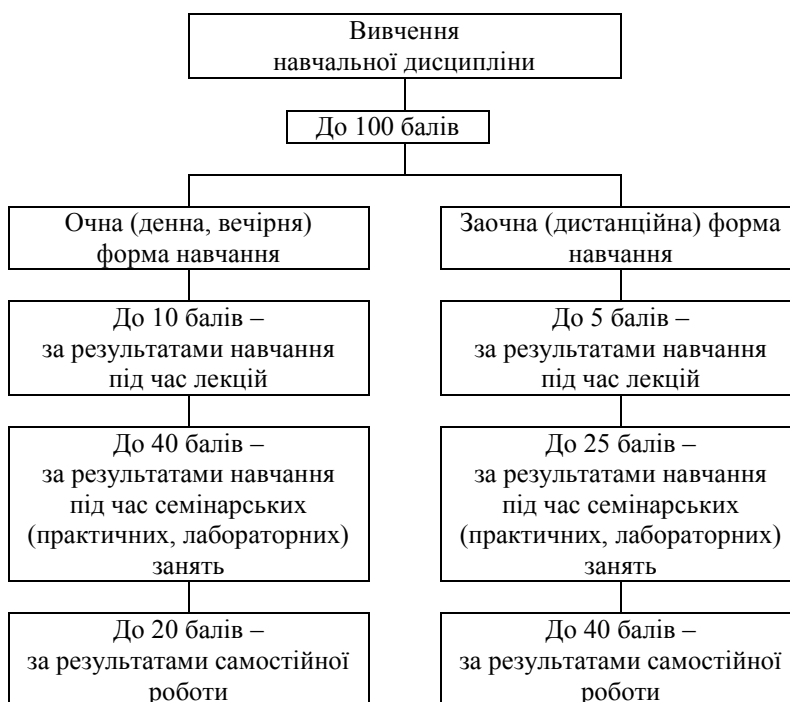 Вивчення
навчальної дисципліни
До 100 балів
Очна (денна, вечірня)
форма навчання
До 10 балів –
за результатами навчання
під час лекцій
До 40 балів –
за результатами навчання
під час семінарських
(практичних, лабораторних)
занять
До 20 балів –
за результатами самостійної
роботи
Заочна (дистанційна) форма
навчання
До 5 балів –
за результатами навчання
під час лекцій
До 25 балів –
за результатами навчання
під час семінарських
(практичних, лабораторних)
занять
До 40 балів –
за результатами самостійної
роботи